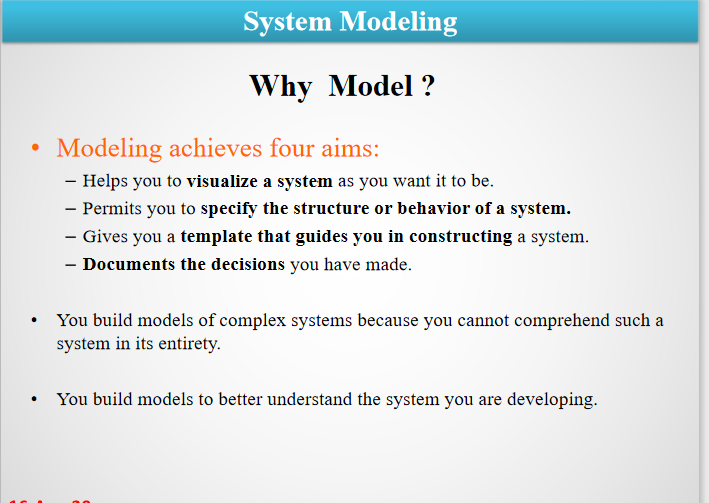 System Modeling
Why Model ?
• Modeling achieves four aims:
– Helps you to visualize a system as you want it to be.
– Permits you to specify the structure or behavior of a system.
– Gives you a template that guides you in constructing a system.
– Documents the decisions you have made.
• You build models of complex systems because you cannot comprehend such a
system in its entirety.
• You build models to better understand the system you are developing.